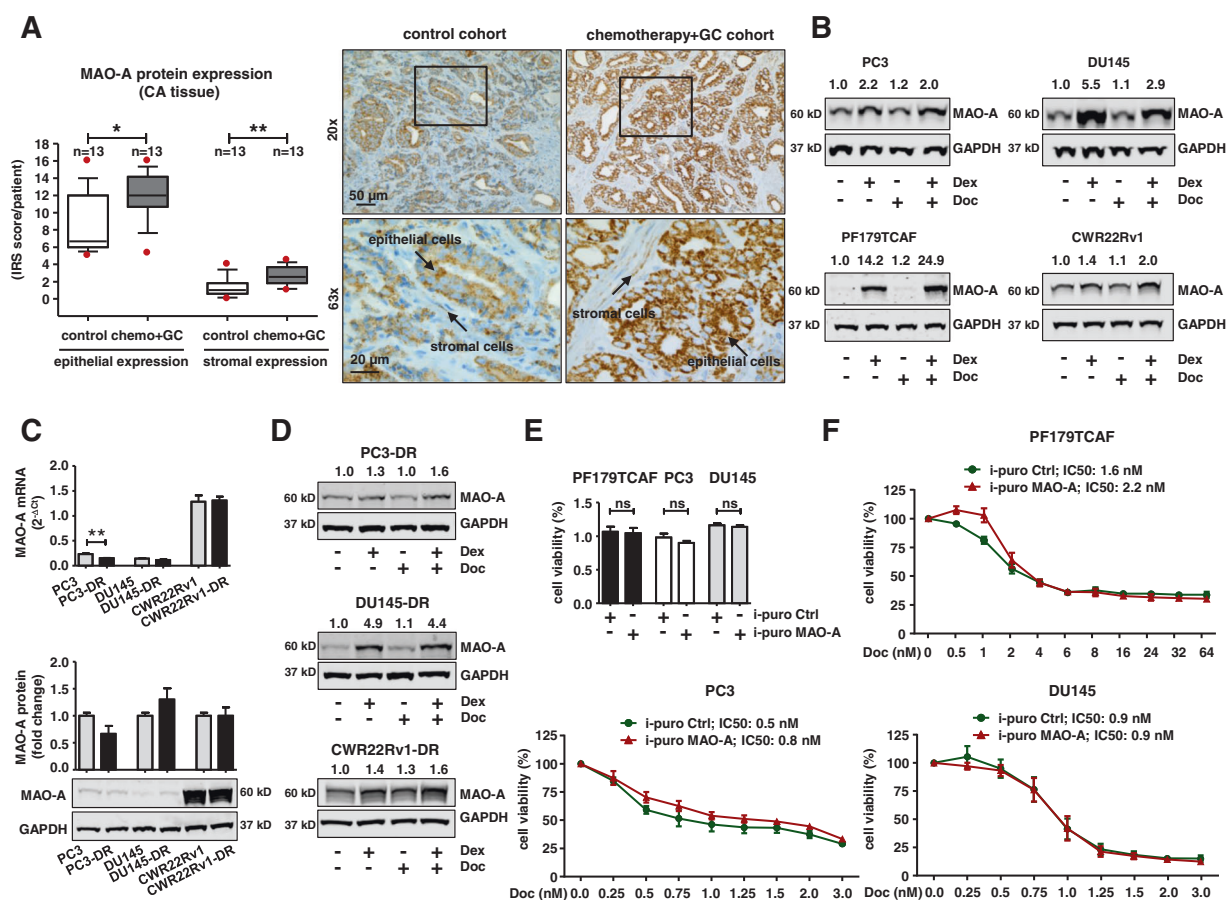 A
MAO-A protein expression
(CA tissue)
*
**
n=13
n=13
n=13
n=13
(IRS score/patient)
18
16
14
12
10
8
6
4
2
0
control chemo+GC
control chemo+GC
epithelial expression
stromal expression
control cohort
chemotherapy+GC cohort
20x
63x
50 µm
20 µm
epithelial cells
stromal cells
stromal cells
epithelial cells
B
PC3
1.0 2.2 1.2 2.0
60 kD
MAO-A
37 kD
GAPDH
- + - + Dex
- - + + Doc
DU145
1.0 5.5 1.1 2.9
60 kD
MAO-A
37 kD
GAPDH
- + - + Dex
- - + + Doc
PF179TCAF
1.0 14.2 1.2 24.9
60 kD
MAO-A
37 kD
GAPDH
- + - + Dex
- - + + Doc
CWR22Rv1
1.0 1.4 1.1 2.0
60 kD
MAO-A
37 kD
GAPDH
- + - + Dex
- - + + Doc
C
MAO-A mRNA
(2-ΔCt)
2.0
1.5
1.0
0.5
0.0
**
PC3
PC3-DR
DU145
DU145-DR
CWR22Rv1
CWR22Rv1-DR
MAO-A protein
(fold change)
2.0
1.5
1.0
0.5
0.0
MAO-A
60 kD
GAPDH
37 kD
PC3
PC3-DR
DU145
DU145-DR
CWR22Rv1
CWR22Rv1-DR
D
PC3-DR
1.0 1.3 1.0 1.6
60 kD
MAO-A
37 kD
GAPDH
- + - + Dex
- - + + Doc
DU145-DR
1.0 4.9 1.1 4.4
60 kD
MAO-A
37 kD
GAPDH
- + - + Dex
- - + + Doc
CWR22Rv1-DR
1.0 1.4 1.3 1.6
60 kD
MAO-A
37 kD
GAPDH
- + - + Dex
- - + + Doc
E
PF179TCAF PC3 DU145
ns ns ns
cell viability (%)
1.5
1.0
0.5
0.0
+ + + i-puro Ctrl
+ + + i-puro MAO-A
F
PF179TCAF
i-puro Ctrl; IC50: 1.6 nM
i-puro MAO-A; IC50: 2.2 nM
cell viability (%)
125
100
75
50
25
0
Doc (nM) 0 0.5 1 2 4 6 8 16 24 32 64
PC3
i-puro Ctrl; IC50: 0.5 nM
i-puro MAO-A; IC50: 0.8 nM
cell viability (%)
125
100
75
50
25
0
Doc (nM) 0.0 0.25 0.5 0.75 1.0 1.25 1.5 2.0 3.0
DU145
i-puro Ctrl; IC50: 0.9 nM
i-puro MAO-A; IC50: 0.9 nM
cell viability (%)
125
100
75
50
25
0
Doc (nM) 0.0 0.25 0.5 0.75 1.0 1.25 1.5 2.0 3.0